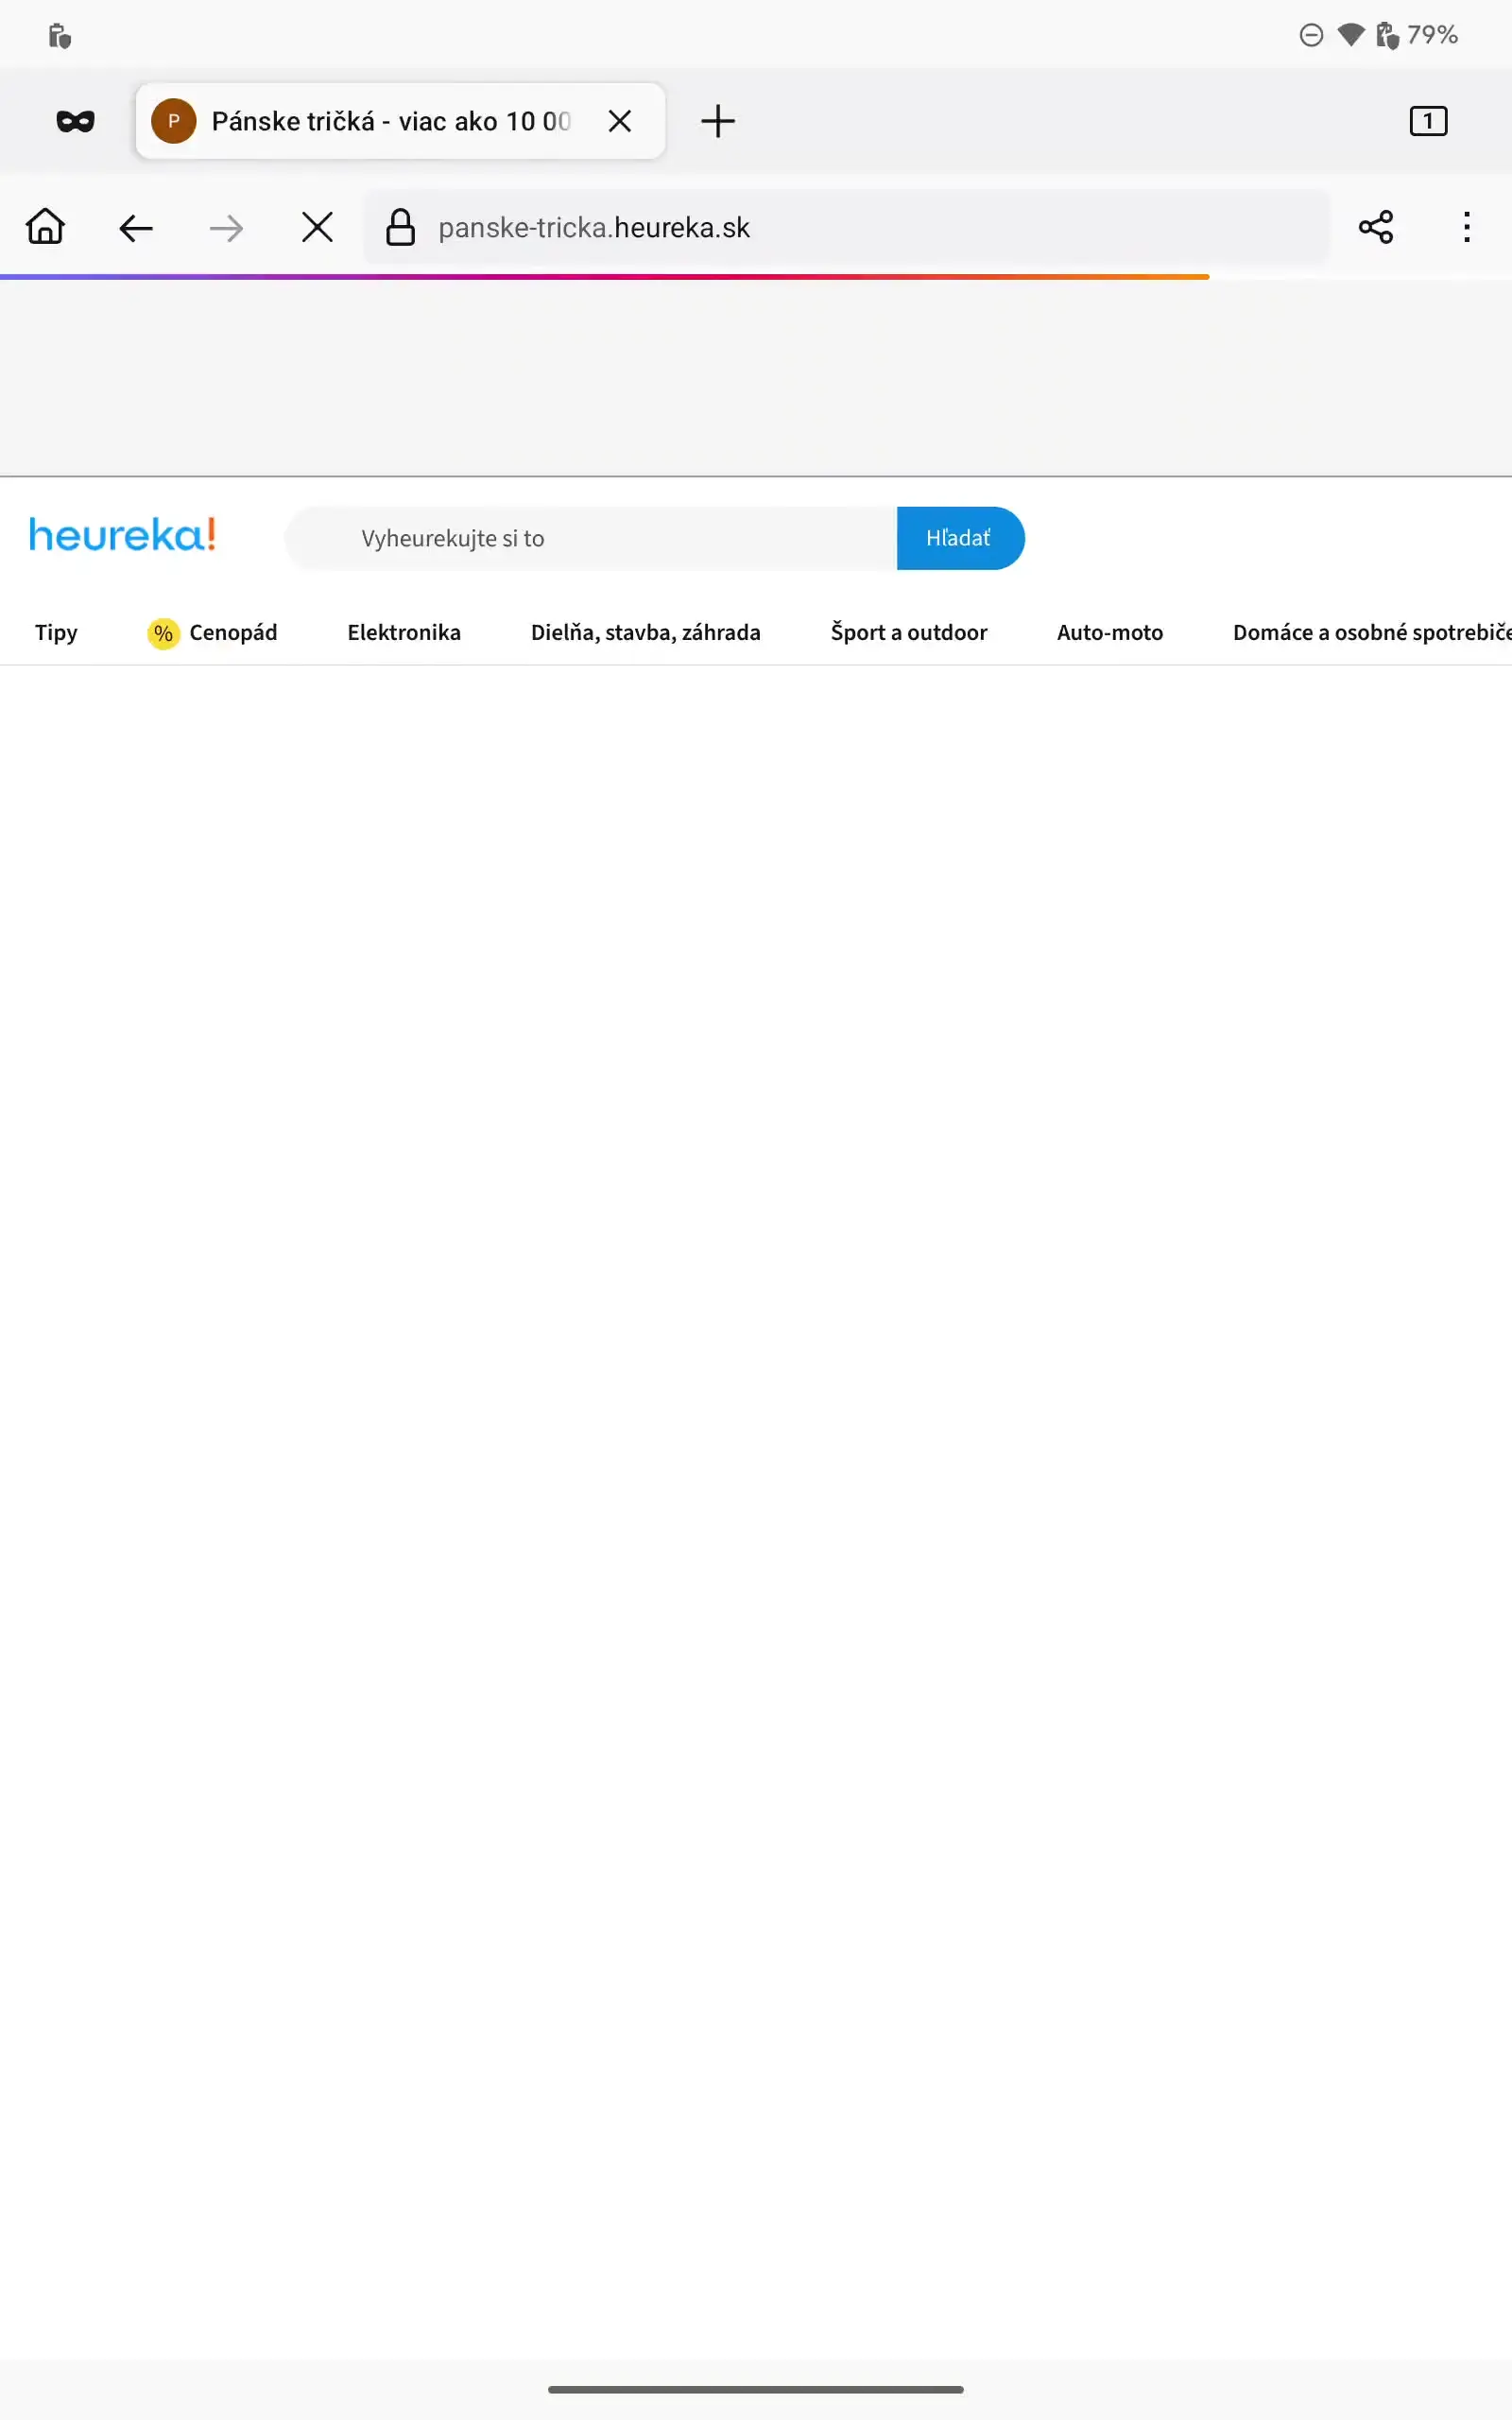 79%
P Pánske tričká - viac ako 10 00
1
panske-tricka.heureka.sk
heureka!
Vyheurekujte si to
Hľadať
Tipy % Cenopád Elektronika Dielňa, stavba, záhrada Šport a outdoor Auto-moto Domáce a osobné spotrebiče